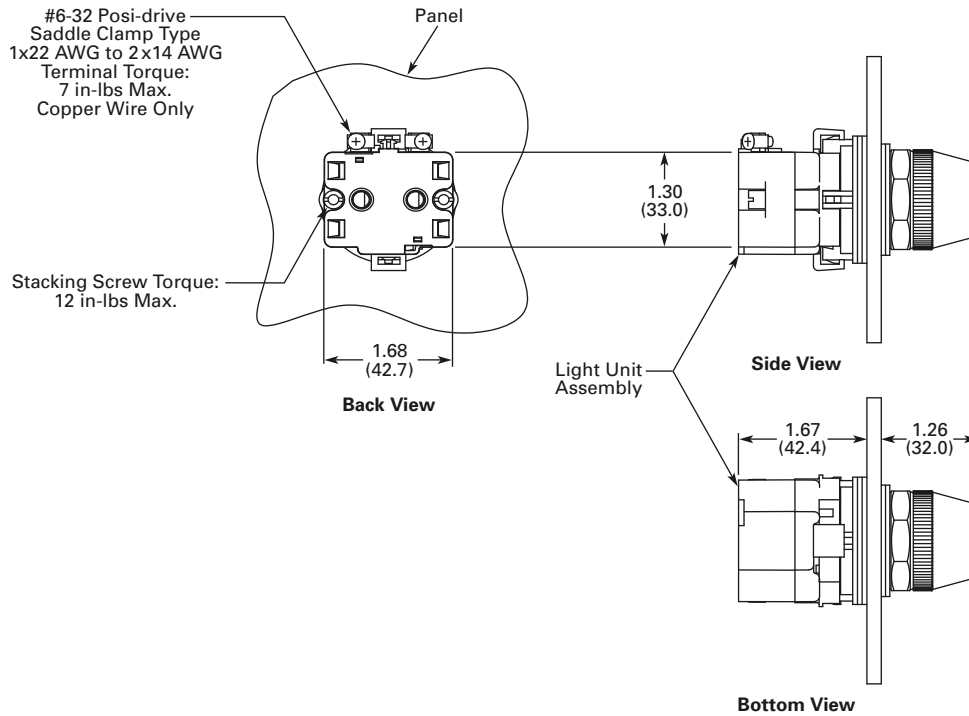 #6-32 Posi-drive
Saddle Clamp Type
1x22 AWG to 2x14 AWG
Terminal Torque:
7 in-lbs Max.
Copper Wire Only
Panel
1.30
(33.0)
Stacking Screw Torque:
12 in-lbs Max.
1.68
(42.7)
Back View
Light Unit
Assembly
Side View
1.67
(42.4)
1.26
(32.0)
Bottom View